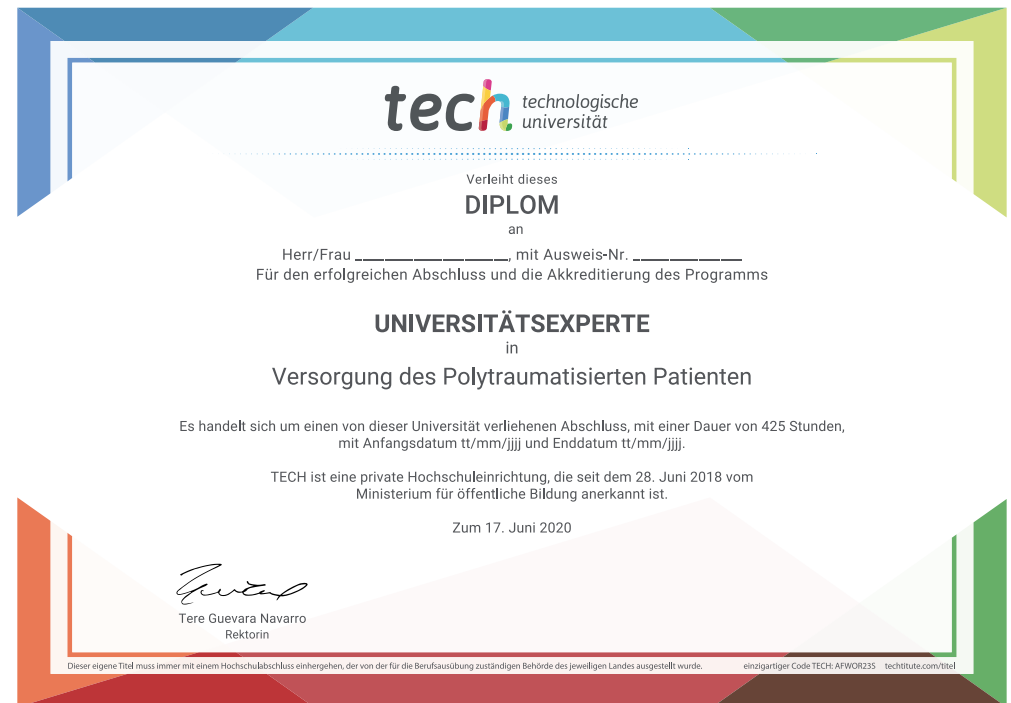 tech technologische
universität
Verleiht dieses
DIPLOM
an
Herr/Frau ____________________, mit Ausweis-Nr. ______________
Für den erfolgreichen Abschluss und die Akkreditierung des Programms
UNIVERSITÄTSEXPERTE
in
Versorgung des Polytraumatisierten Patienten
Es handelt sich um einen von dieser Universität verliehenen Abschluss, mit einer Dauer von 425 Stunden,
mit Anfangsdatum tt/mm/jjjj und Enddatum tt/mm/jjjj.
TECH ist eine private Hochschuleinrichtung, die seit dem 28. Juni 2018 vom
Ministerium für öffentliche Bildung anerkannt ist.
Zum 17. Juni 2020
Tere Guevara Navarro
Rektorin
Dieser eigene Titel muss immer mit einem Hochschulabschluss einhergehen, der von der für die Berufsausübung zuständigen Behörde des jeweiligen Landes ausgestellt wurde. einzigartiger Code TECH: AFWOR23S techtitute.com/titel